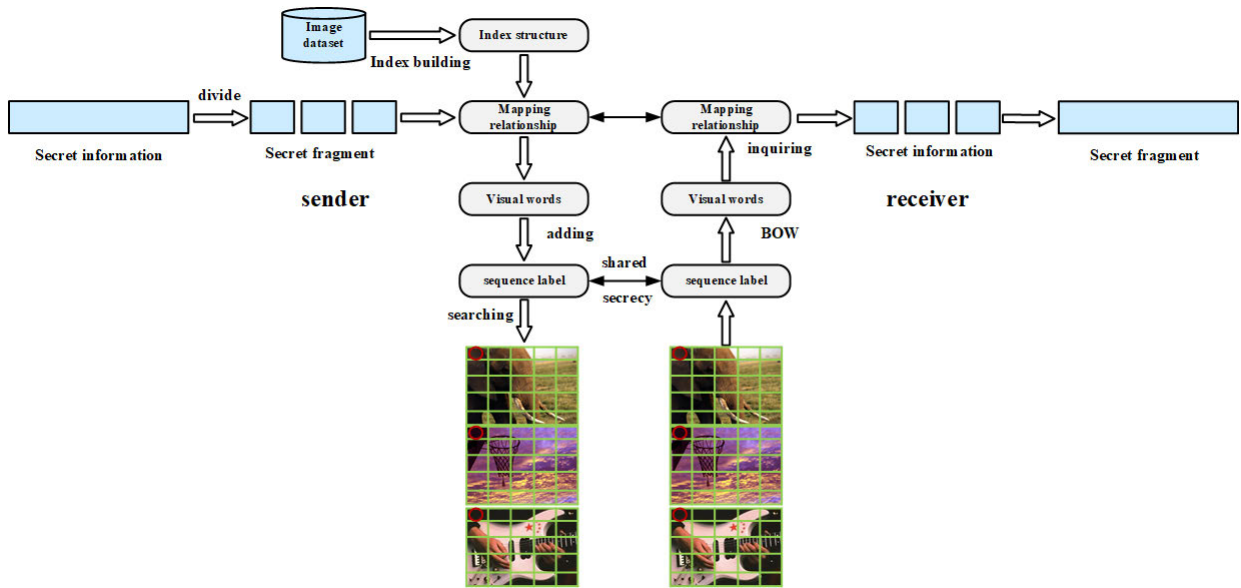 Image
dataset
Index structure
Index building
divide
Mapping
relationship
Mapping
relationship
Secret information
Secret fragment
inquiring
Secret information
Secret fragment
sender
Visual words
Visual words
receiver
adding
BOW
shared
sequence label
sequence label
secrecy
searching